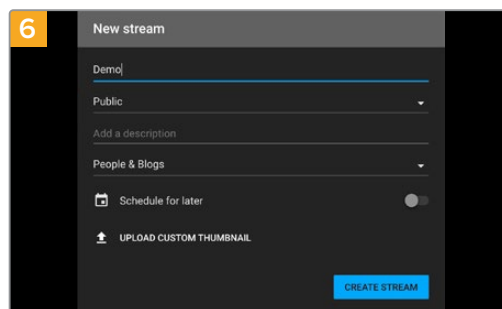 6
New stream
Demo
Public
Add a description
People & Blogs
Schedule for later
UPLOAD CUSTOM THUMBNAIL
CREATE STREAM